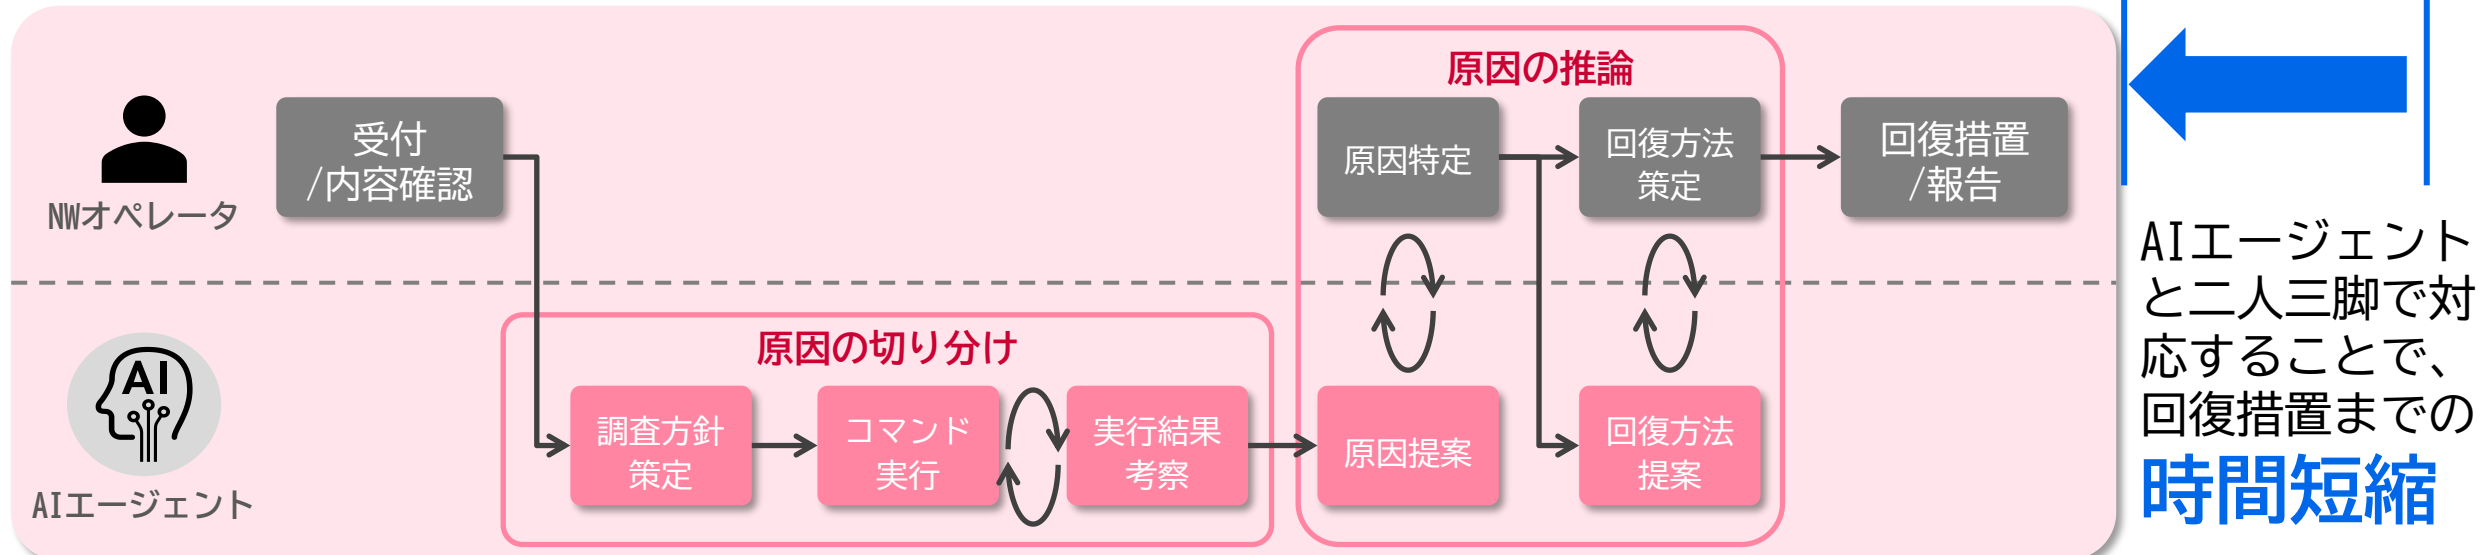 原因の推論
受付
/内容確認
原因特定
回復方法
策定
回復措置
/報告
NWオペレータ
原因の切り分け
調査方針
策定
コマンド
実行
実行結果
考察
原因提案
回復方法
提案
AI
AIエージェント
AIエージェント
と二人三脚で対
応することで、
回復措置までの
時間短縮